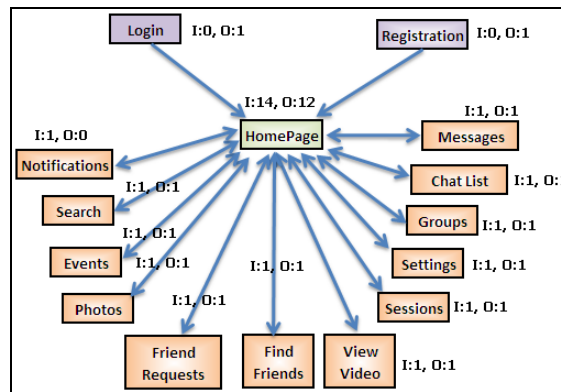 Login
I:0, O:1
Registration
I:0, O:1
I:14, O:12
HomePage
I:1, O:1
Messages
I:1, O:0
Notifications
Chat List
I:1, O:1
I:1, O:1
Search
Groups
I:1, O:1
I:1, O:1
Events
I:1, O:1
I:1, O:1
Settings
I:1, O:1
Photos
I:1, O:1
Sessions
I:1, O:1
Friend
Requests
Find
Friends
View
Video
I:1, O:1